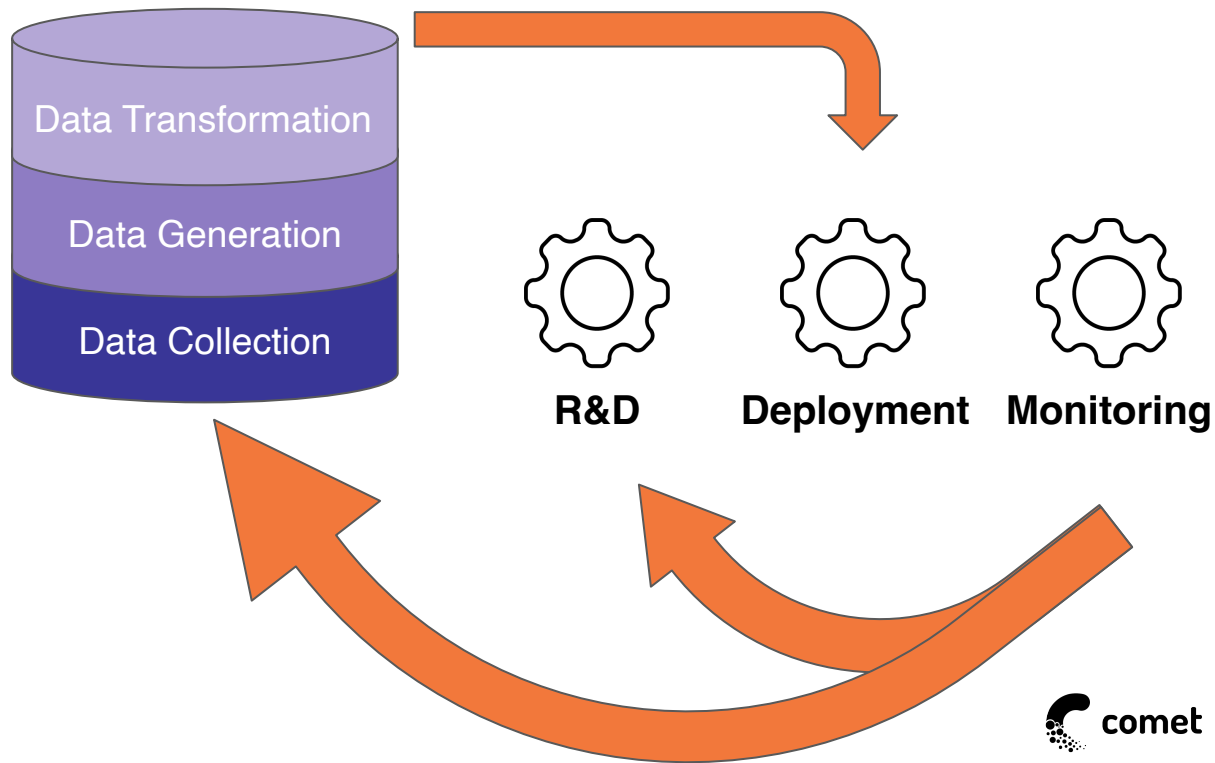 Data Transformation
Data Generation
Data Collection
R&D
Deployment
Monitoring
comet